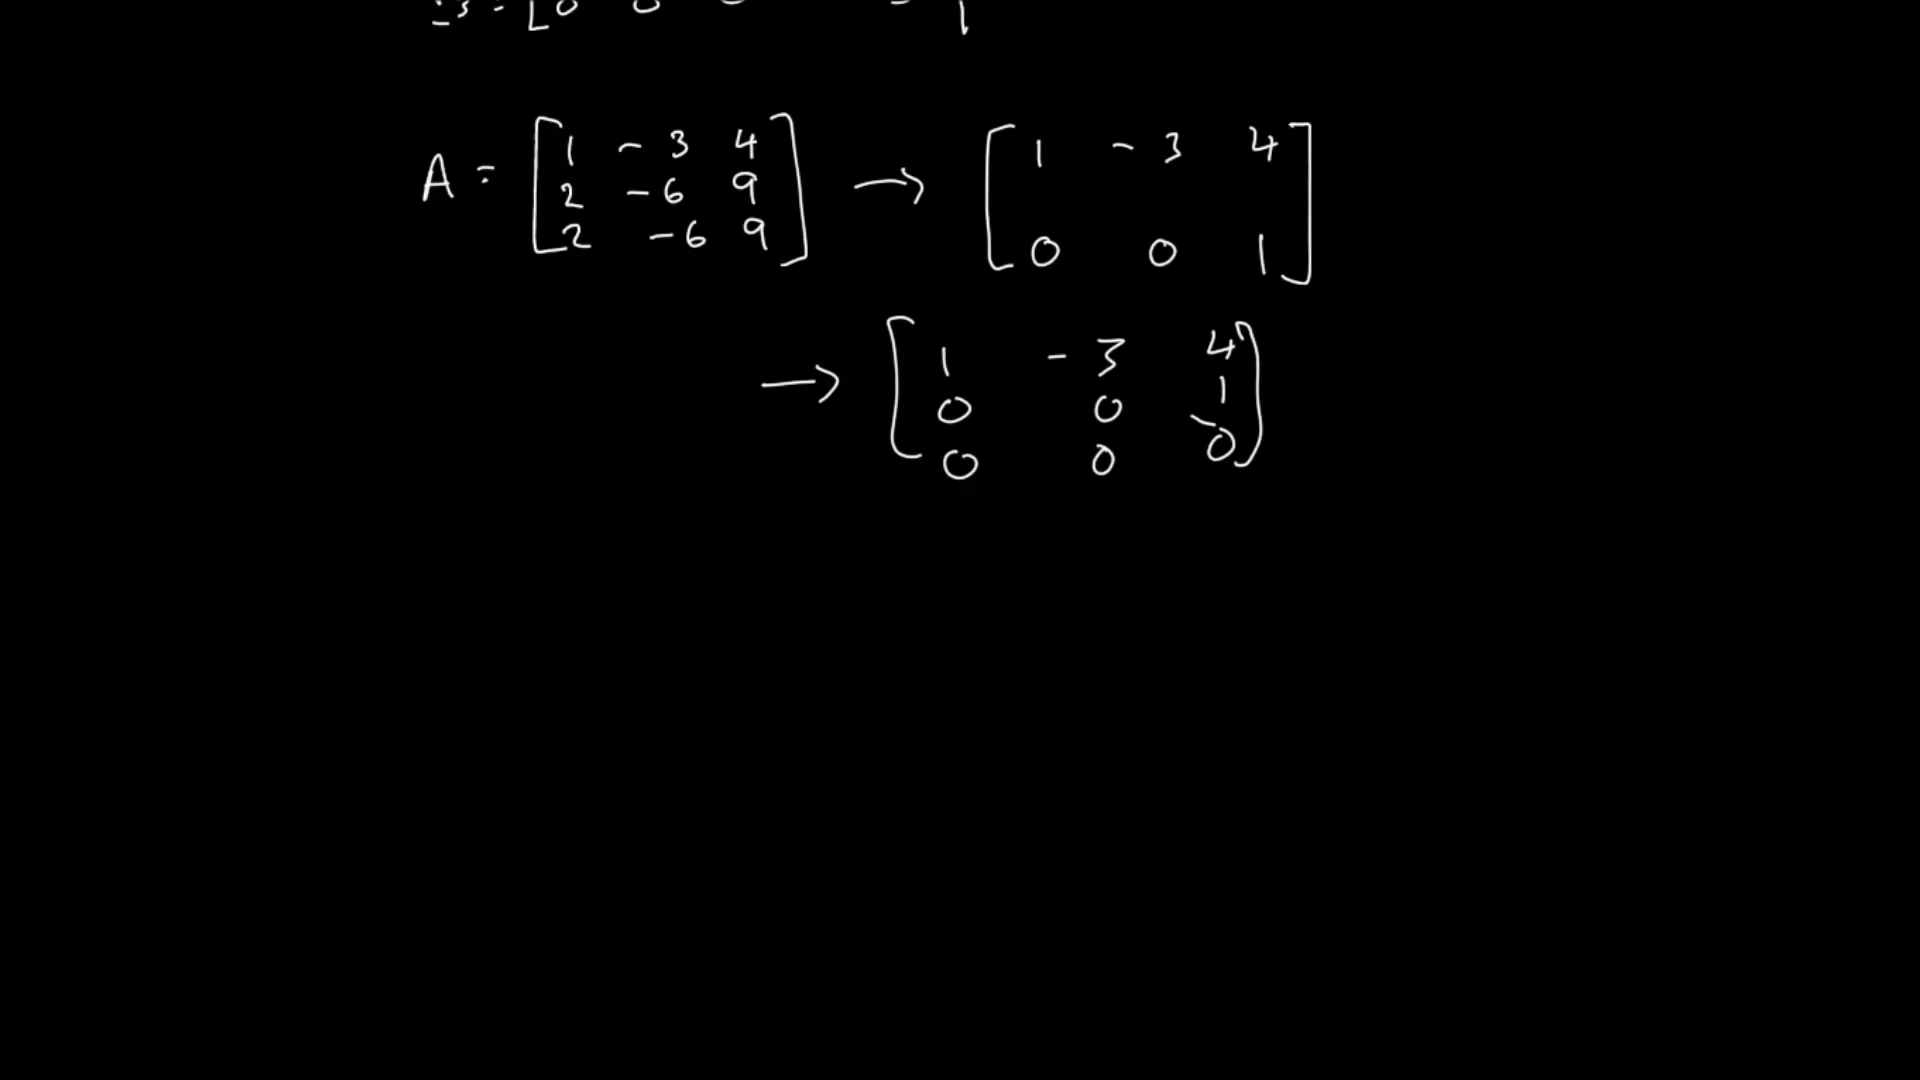 A = [ 1 - 3 4 ] → [ 1 - 3 4 ]
2 - 6 9
2 - 6 9 0 0 1
→ [ 1 - 3 4 ]
0 0 1
0 0 -0